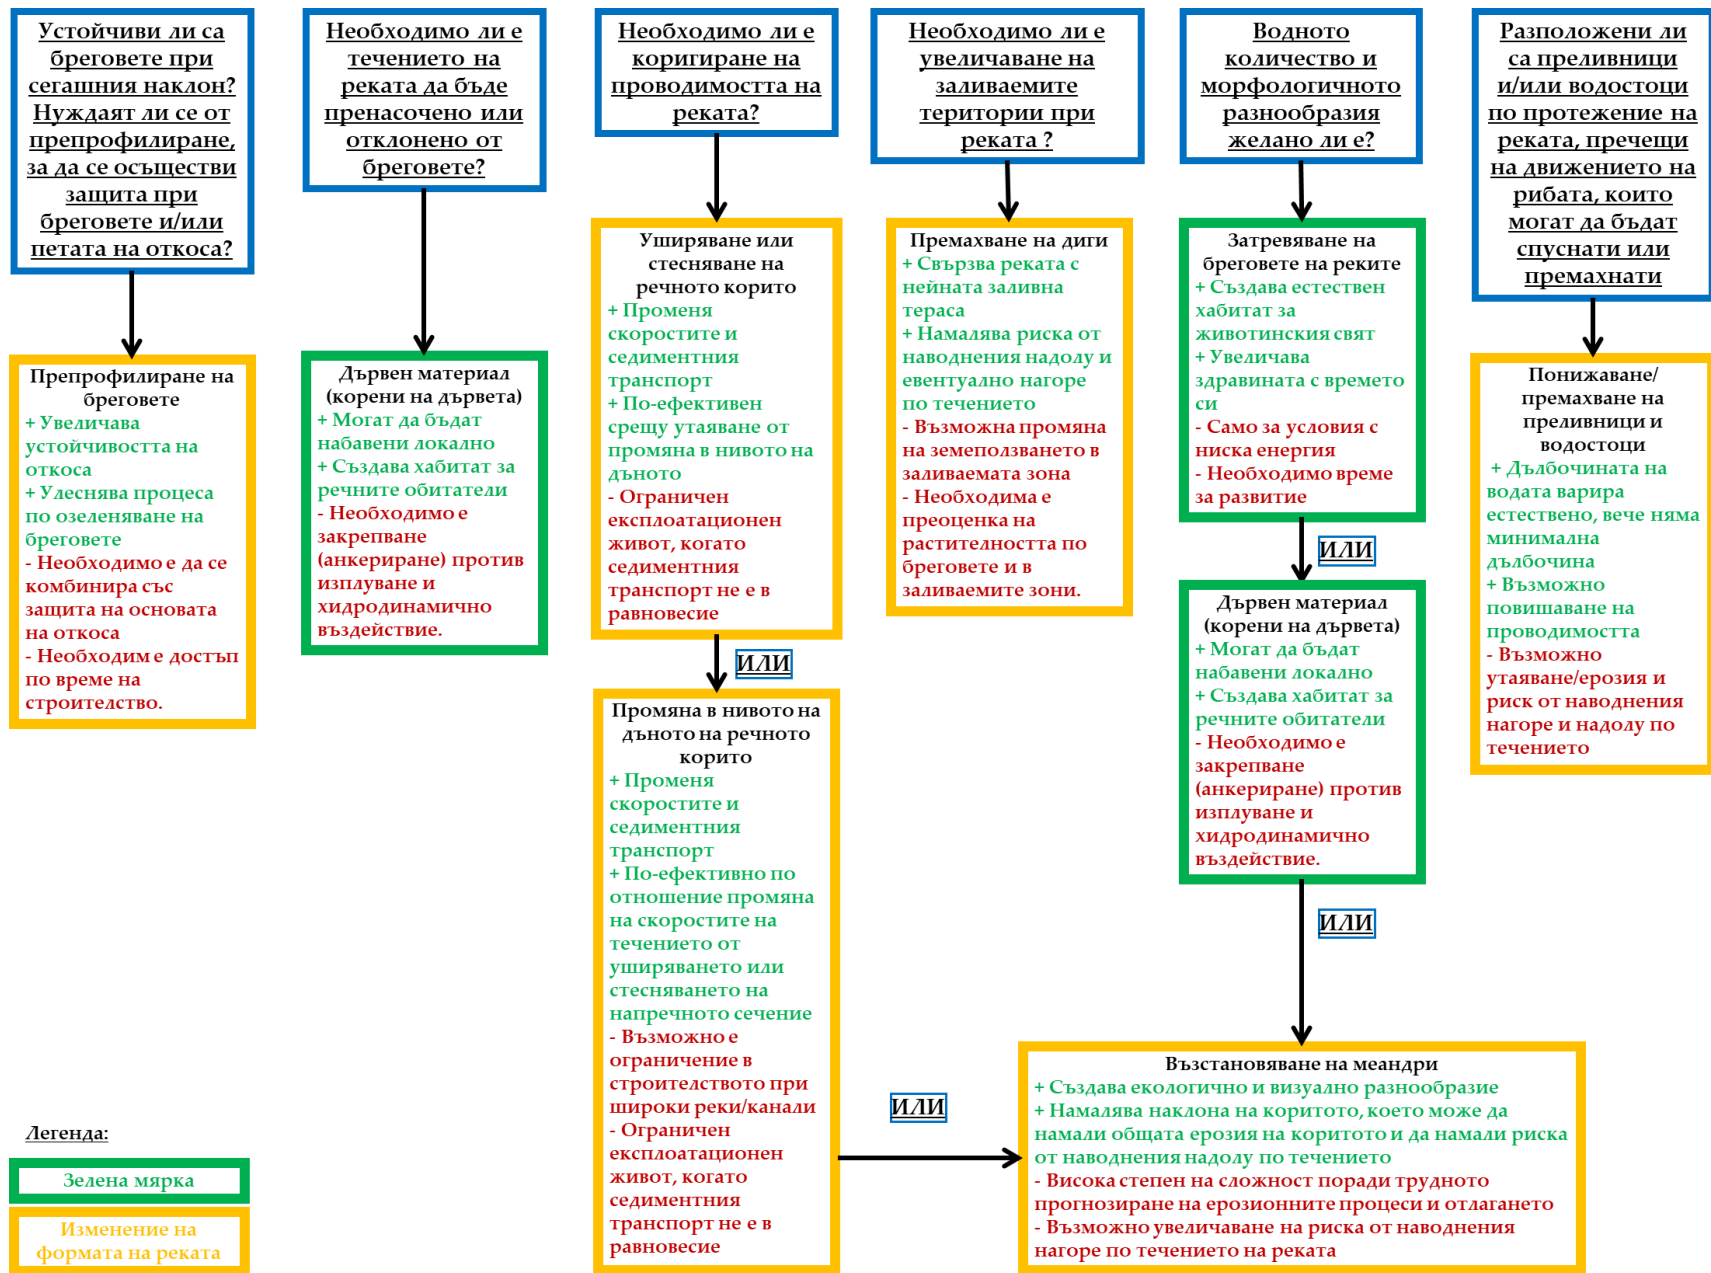 Устойчиви ли са
бреговете при
сегашния наклон?
Нуждаят ли се от
препрофилиране,
за да се осъществи
защита при
бреговете и/или
петата на откоса?
Препрофилиране на
бреговете
+ Увеличава
устойчивостта на
откоса
+ Улеснява процеса
по озеленяване на
бреговете
- Необходимо е да се
комбинира със
защита на основата
на откоса
- Необходим е достъп
по време на
строителство.
Необходимо ли е
течението на
реката да бъде
пренасочено или
отклонено от
бреговете?
Дървен материал
(корени на дървета)
+ Могат да бъдат
набавени локално
+ Създава хабитат за
речните обитатели
- Необходимо е
закрепване
(анкериране) против
изплуване и
хидродинамично
въздействие.
Необходимо ли е
коригиране на
проводимостта на
реката?
Уширяване или
стесняване на
речното корито
+ Променя
скоростите и
седиментния
транспорт
+ По-ефективен
срещу утаяване от
промяна в нивото на
дъното
- Ограничен
експлоатационен
живот, когато
седиментния
транспорт не е в
равновесие
ИЛИ
Промяна в нивото на
дъното на речното
корито
+ Променя
скоростите и
седиментния
транспорт
+ По-ефективно по
отношение промяна
на скоростите на
течението от
уширяването или
стесняването на
напречното сечение
- Възможно е
ограничение в
строителството при
широки реки/канали
- Ограничен
експлоатационен
живот, когато
седиментния
транспорт не е в
равновесие
ИЛИ
Необходимо ли е
увеличаване на
заливаемите
територии при
реката ?
Премахване на диги
+ Свързва реката с
нейната заливна
тераса
+ Намалява риска от
наводнения надолу и
евентуално нагоре
по течението
- Възможна промяна
на земеползването в
заливаемата зона
- Необходима е
преоценка на
растителността по
бреговете и в
заливаемите зони.
Водното
количество и
морфологичното
разнообразия
желано ли е?
Затревяване на
бреговете на реките
+ Създава естествен
хабитат за
животинския свят
+ Увеличава
здравината с времето
си
- Само за условия с
ниска енергия
- Необходимо време
за развитие
ИЛИ
Дървен материал
(корени на дървета)
+ Могат да бъдат
набавени локално
+ Създава хабитат за
речните обитатели
- Необходимо е
закрепване
(анкериране) против
изплуване и
хидродинамично
въздействие.
ИЛИ
Възстановяване на меандри
+ Създава екологично и визуално разнообразие
+ Намалява наклона на коритото, което може да
намали общата ерозия на коритото и да намали риска
от наводнения надолу по течението
- Висока степен на сложност поради трудното
прогнозиране на ерозионните процеси и отлагането
- Възможно увеличаване на риска от наводнения
нагоре по течението на реката
Разположени ли
са преливници
и/или водостоци
по протежение на
реката, пречещи
на движението на
рибата, които
могат да бъдат
спуснати или
премахнати
Понижаване/
премахване на
преливници и
водостоци
+ Дълбочината на
водата варира
естествено, вече няма
минимална
дълбочина
+ Възможно
повишаване на
проводимостта
- Възможно
утаяване/ерозия и
риск от наводнения
нагоре и надолу по
течението
Легенда:
Зелена мярка
Изменение на
формата на реката